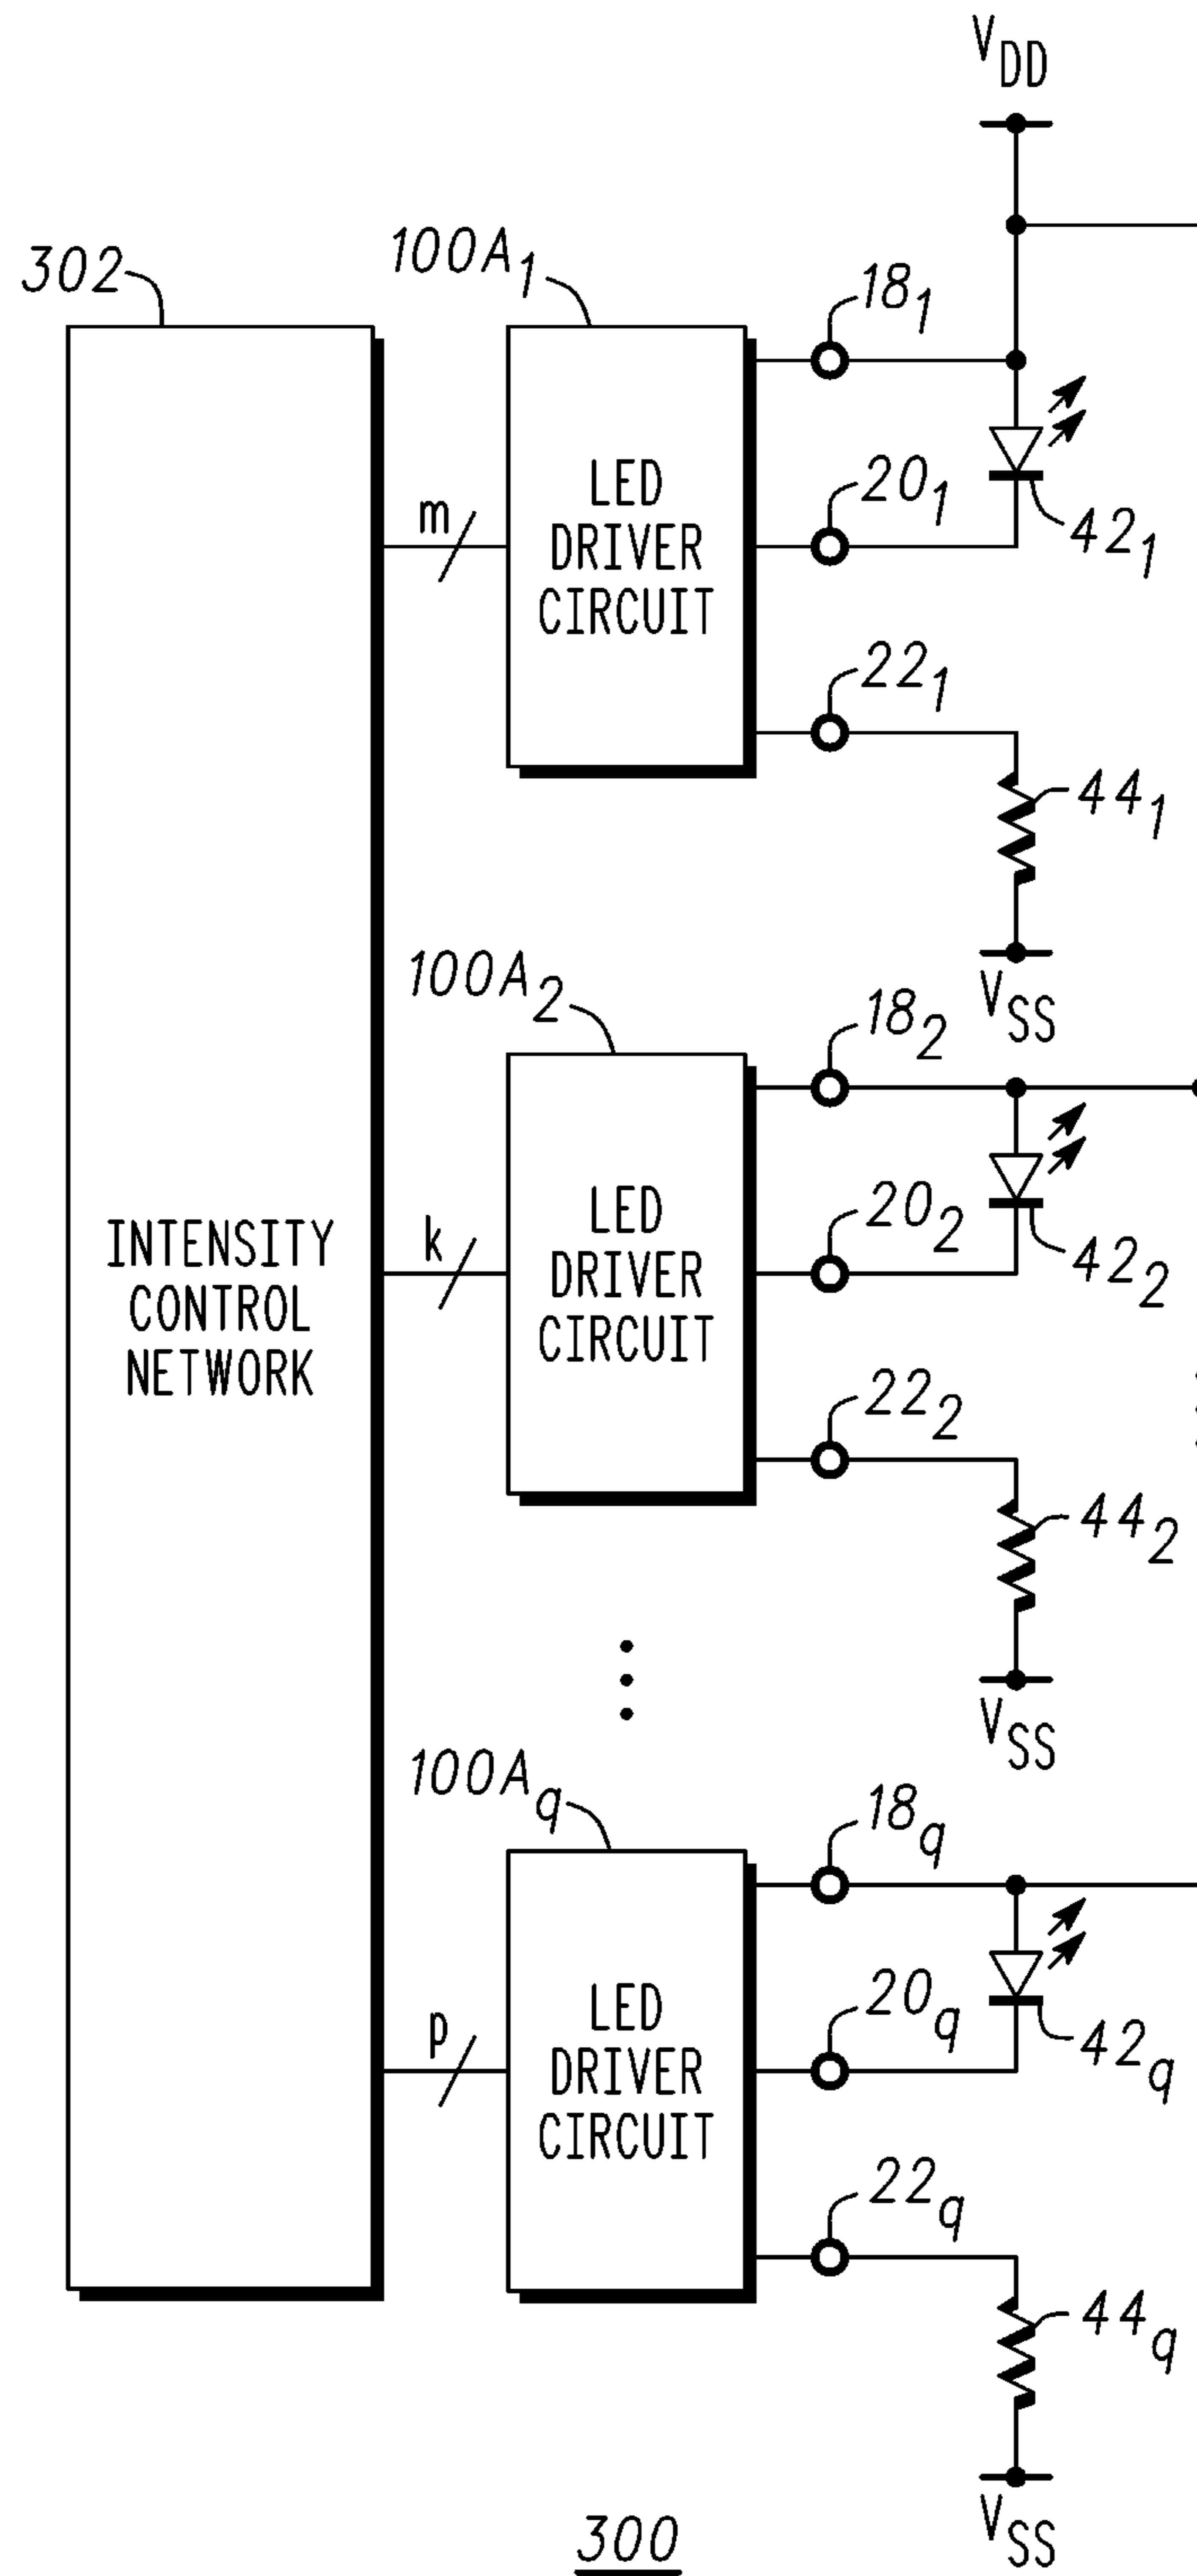 VDD
302
100A1
181
LED
DRIVER
CIRCUIT
m
201
421
221
441
VSS
100A2
182
INTENSITY
CONTROL
NETWORK
k
LED
DRIVER
CIRCUIT
202
422
222
442
VSS
100Aq
18q
p
LED
DRIVER
CIRCUIT
20q
42q
22q
44q
VSS
300